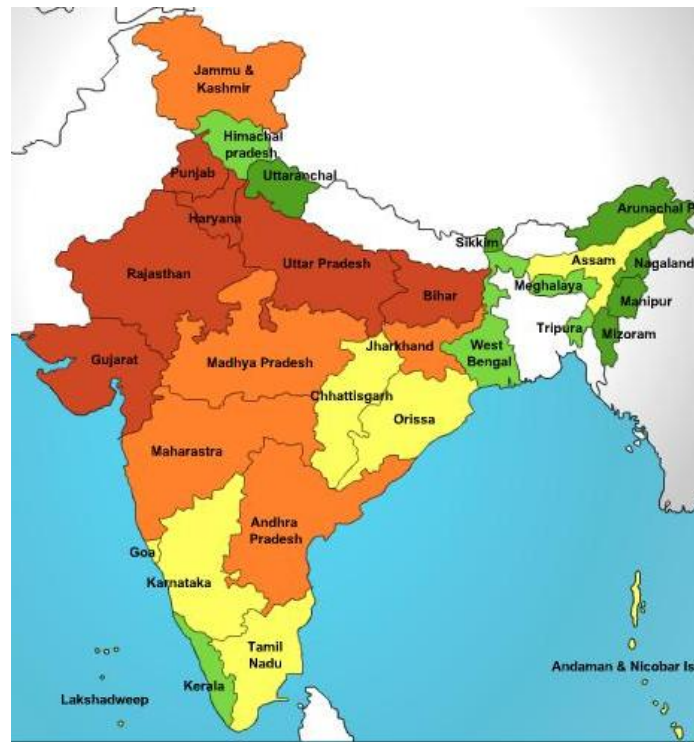 Jammu &
Kashmir
Himachal
pradesh
Punjab
Uttaranchal
Haryana
Arunachal P
Sikkim
Assam
Nagaland
Rajasthan
Uttar Pradesh
Bihar
Meghalaya
Manipur
Tripura
Mizoram
Gujarat
Madhya Pradesh
Jharkhand
West
Bengal
Chhattisgarh
Orissa
Maharastra
Andhra
Pradesh
Goa
Karnataka
Tamil
Nadu
Kerala
Lakshadweep
Andaman & Nicobar Is